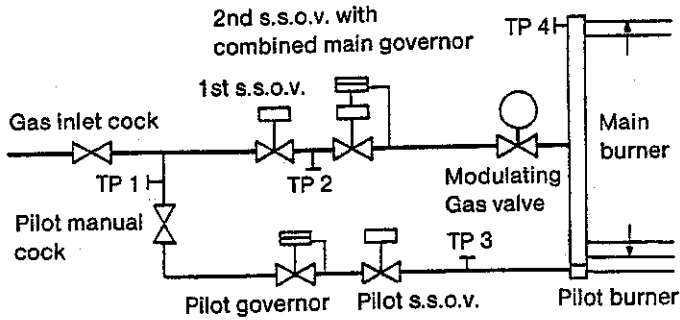 2nd s.s.o.v. with
combined main governor
TP 4
1st s.s.o.v.
Gas inlet cock
Main
burner
TP 1
TP 2
Modulating
Gas valve
Pilot manual
cock
TP 3
Pilot governor
Pilot s.s.o.v.
Pilot burner